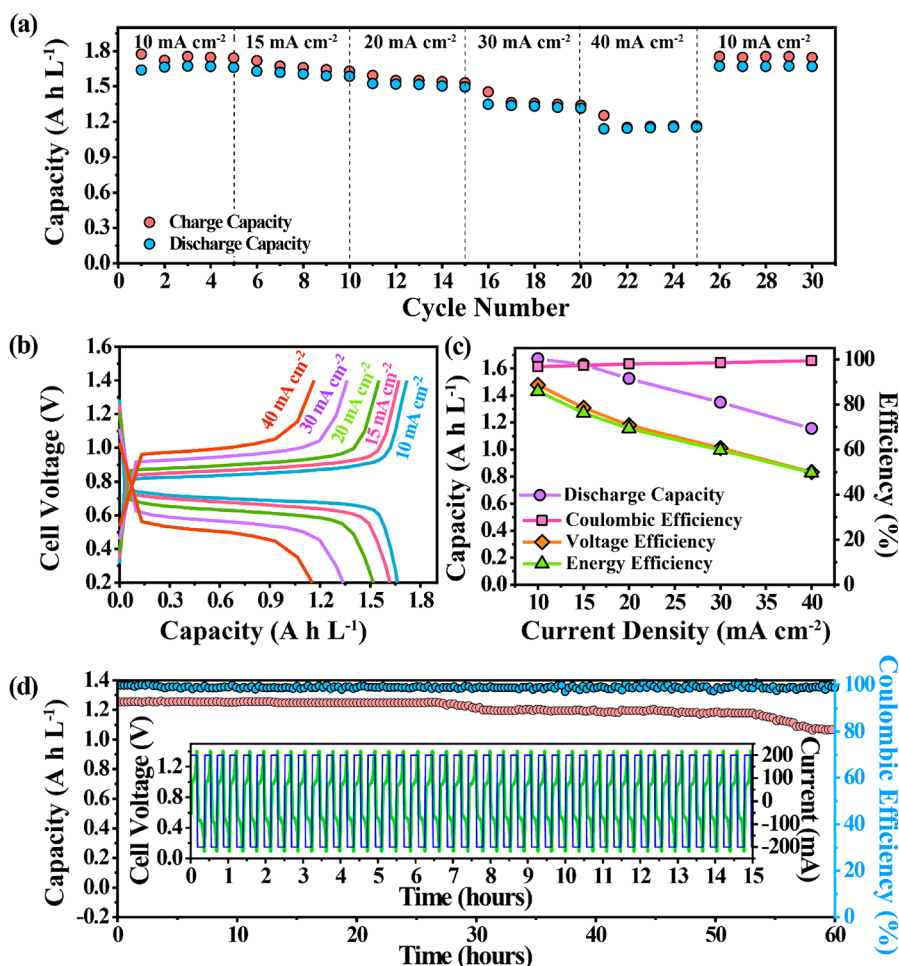 (a)
10 mA cm-2 15 mA cm-2 20 mA cm-2 30 mA cm-2 40 mA cm-2 10 mA cm-2
Capacity (A h L-1)
1.8
1.5
1.2
0.9
0.6
0.3
0.0
Charge Capacity
Discharge Capacity
0 2 4 6 8 10 12 14 16 18 20 22 24 26 28 30
Cycle Number
(b)
Cell Voltage (V)
1.6
1.4
1.2
1.0
0.8
0.6
0.4
0.2
40 mA cm-2
30 mA cm-2
20 mA cm-2
15 mA cm-2
10 mA cm-2
0.0 0.3 0.6 0.9 1.2 1.5 1.8
Capacity (A h L-1)
(c)
Capacity (A h L-1)
1.6
1.4
1.2
1.0
0.8
0.6
0.4
0.2
0.0
Discharge Capacity
Coulombic Efficiency
Voltage Efficiency
Energy Efficiency
100
80
60
40
20
0
Efficiency (%)
10 15 20 25 30 35 40
Current Density (mA cm-2)
(d)
Capacity (A h L-1)
1.4
1.2
1.0
0.8
0.6
0.4
0.2
0.0
-0.2
Cell Voltage (V)
1.2
0.8
0.4
0.0
200
100
0
-100
-200
Current (mA)
0 1 2 3 4 5 6 7 8 9 10 11 12 13 14 15
Time (hours)
100
80
60
40
30
20
10
0
Coulombic Efficiency (%)
0 10 20 30 40 50 60
Time (hours)